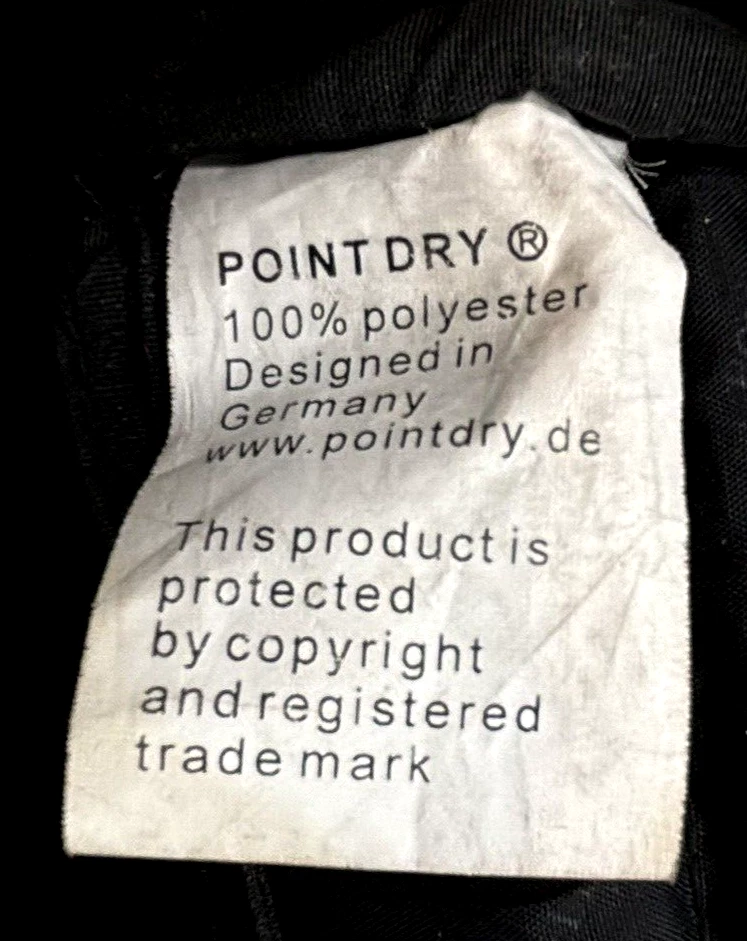 POINT DRY ®
100% polyester
Designed in
Germany
www.pointdry.de
This product is
protected
by copyright
and registered
trade mark